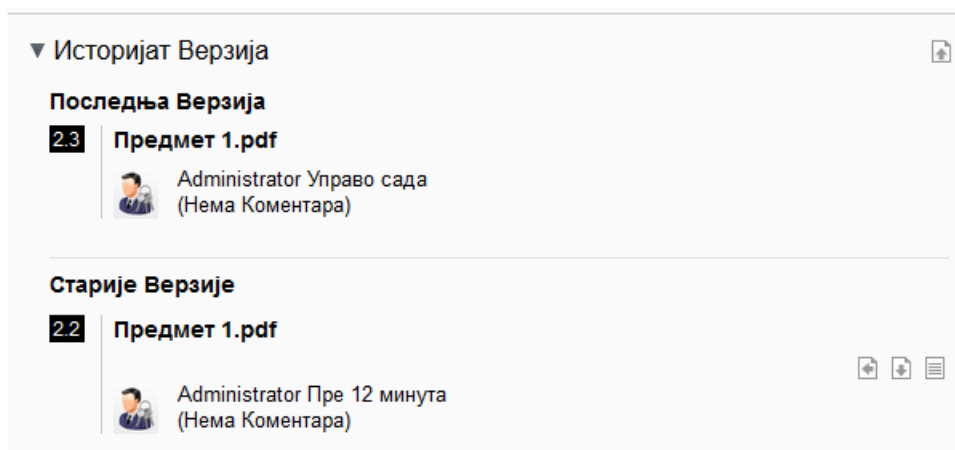 Историјат Верзија
Последња Верзија
2.3
Предмет 1.pdf
Administrator Управо сада
(Нема Коментара)
Старије Верзије
2.2
Предмет 1.pdf
Administrator Пре 12 минута
(Нема Коментара)